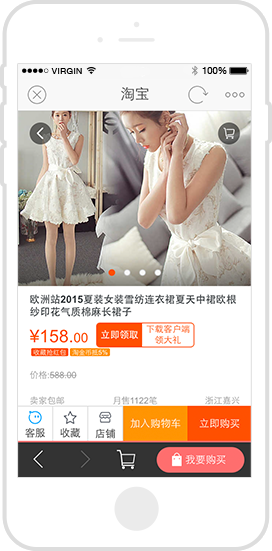 VIRGIN 100%
淘宝
欧洲站2015夏装女装雪纺连衣裙夏天中裙欧根
纱印花气质棉麻长裙子
¥158.00 立即领取 下载客户端
领大礼
收藏抢红包 淘金币抵5%
价格:588.00
卖家包邮 月售1122笔 浙江嘉兴
客服 收藏 店铺 加入购物车 立即购买
我要购买